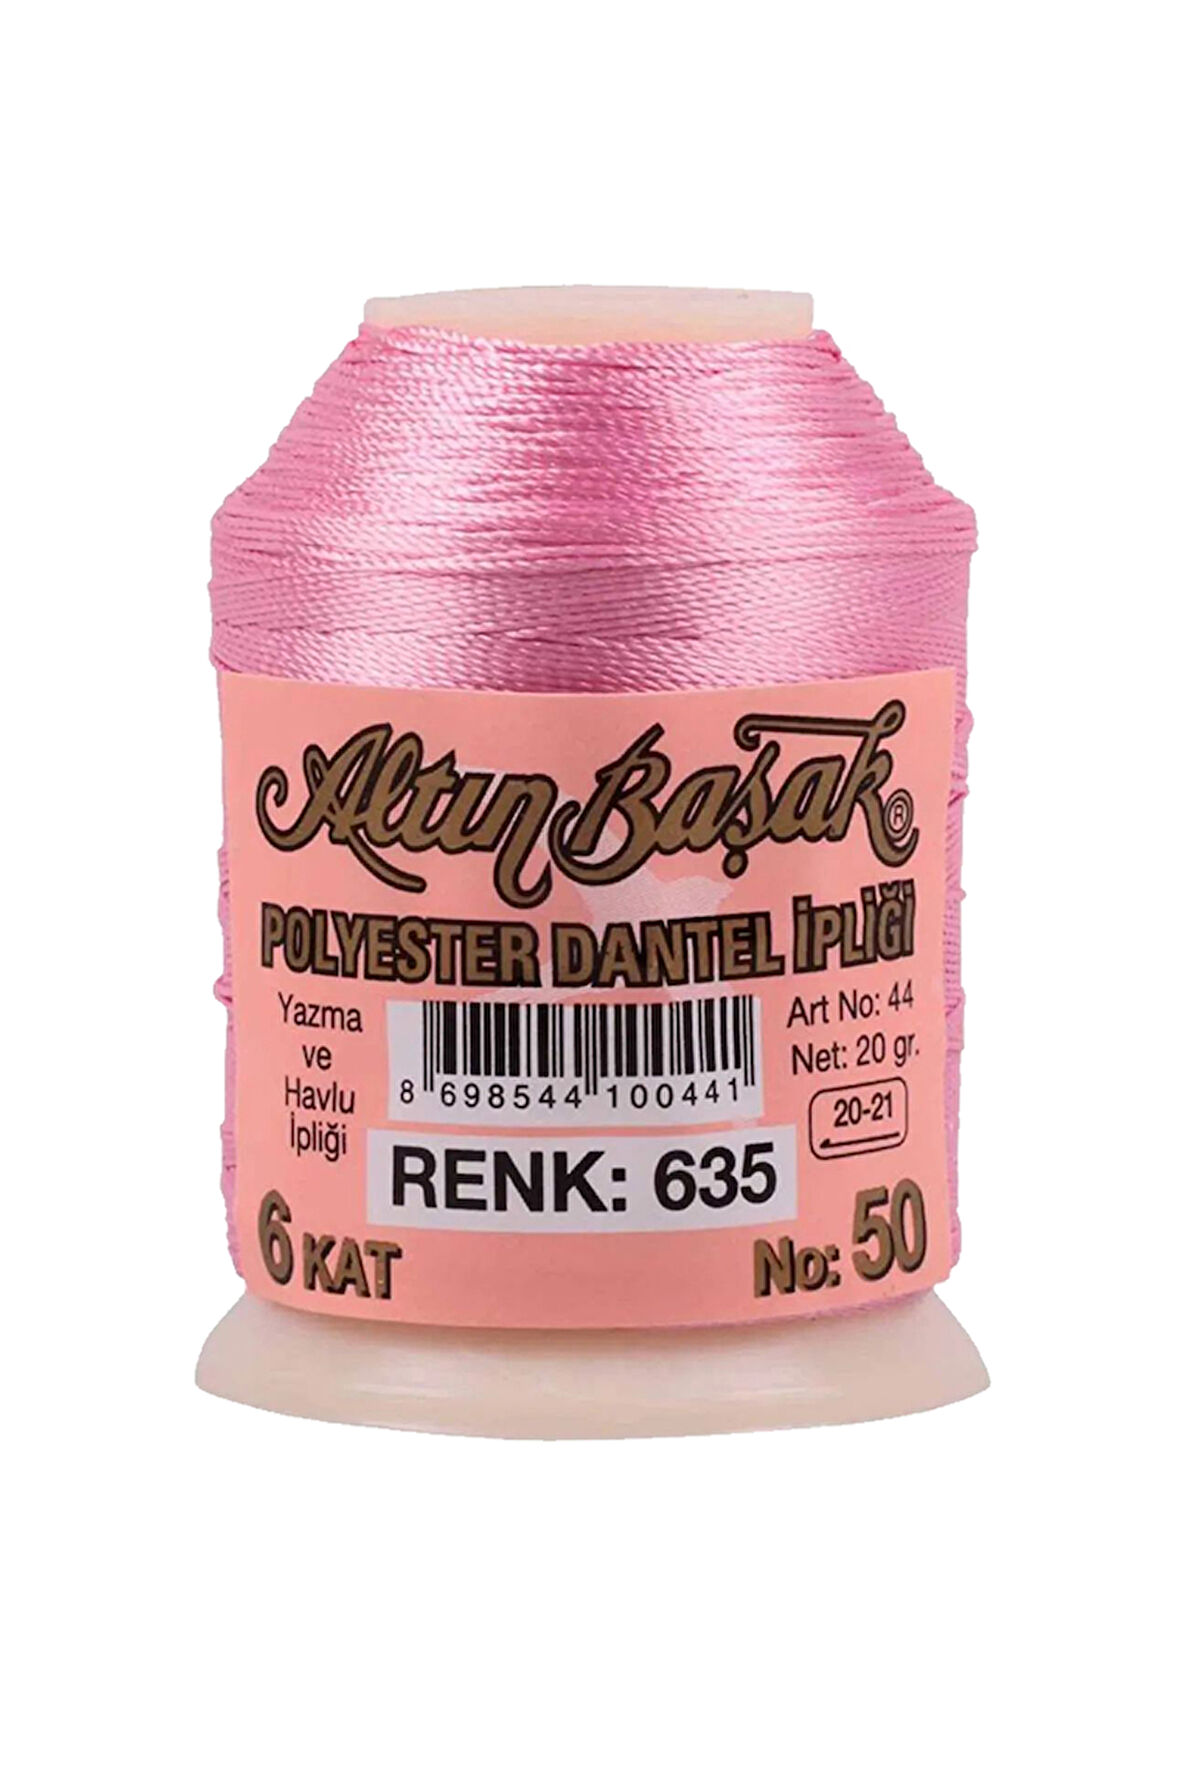 Altın Başak ®
POLYESTER DANTEL İPLİĞİ
Yazma
ve
Havlu
İpliği
8 698544 100441
Art No: 44
Net: 20 gr.
20-21
RENK: 635
6 KAT
No: 50